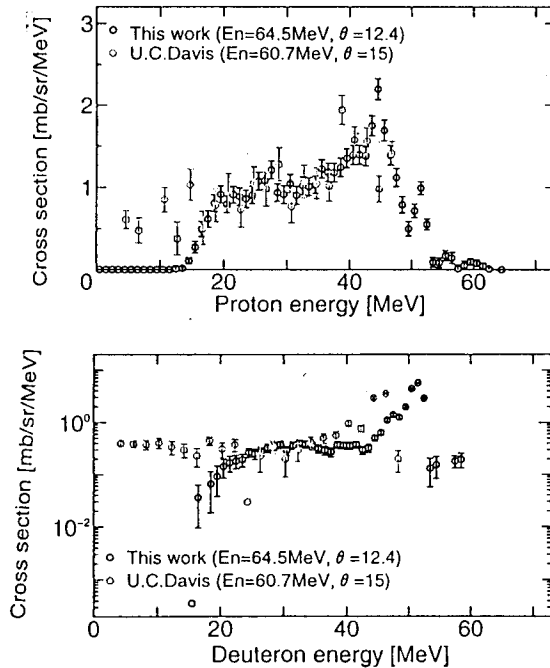 This work (En=64.5MeV, θ=12.4)
U.C.Davis (En=60.7MeV, θ=15)
Cross section [mb/sr/MeV]
3
2
1
0
0 20 40 60
Proton energy [MeV]
Cross section [mb/sr/MeV]
10^0
10^-2
This work (En=64.5MeV, θ=12.4)
U.C.Davis (En=60.7MeV, θ=15)
0 20 40 60
Deuteron energy [MeV]